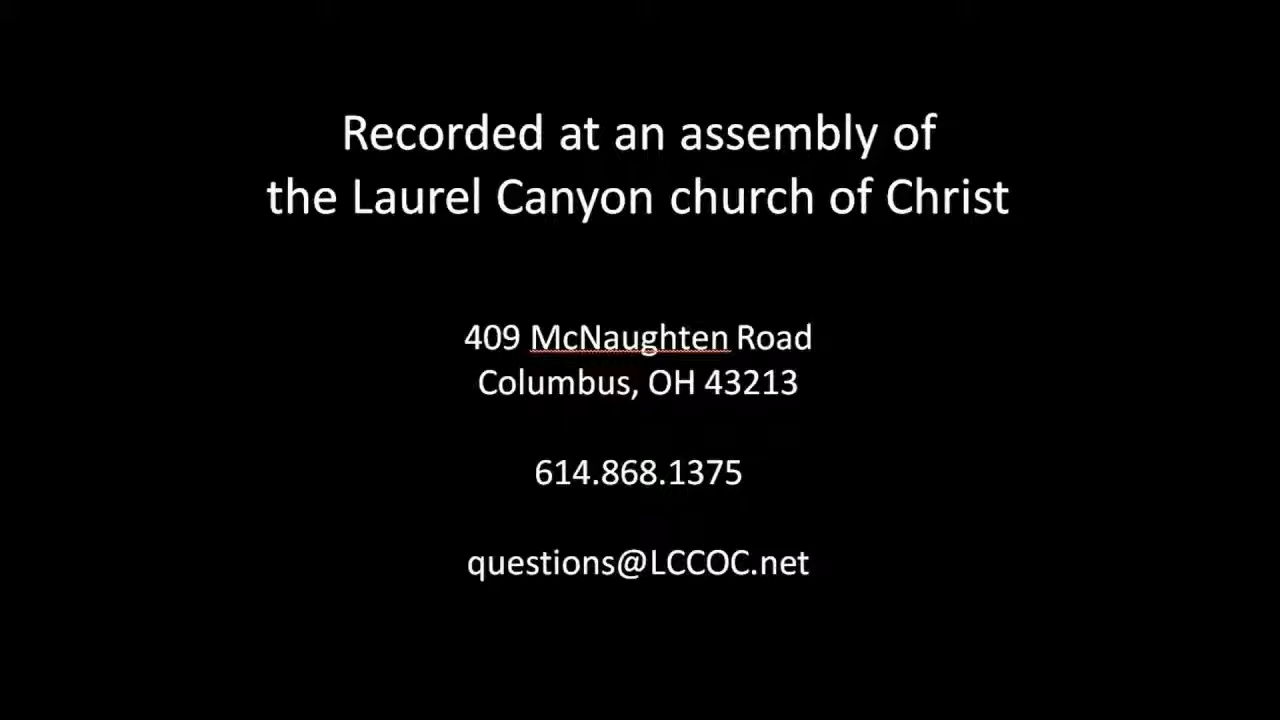 Recorded at an assembly of
the Laurel Canyon church of Christ
409 McNaughten Road
Columbus, OH 43213
614.868.1375
questions@LCCOC.net